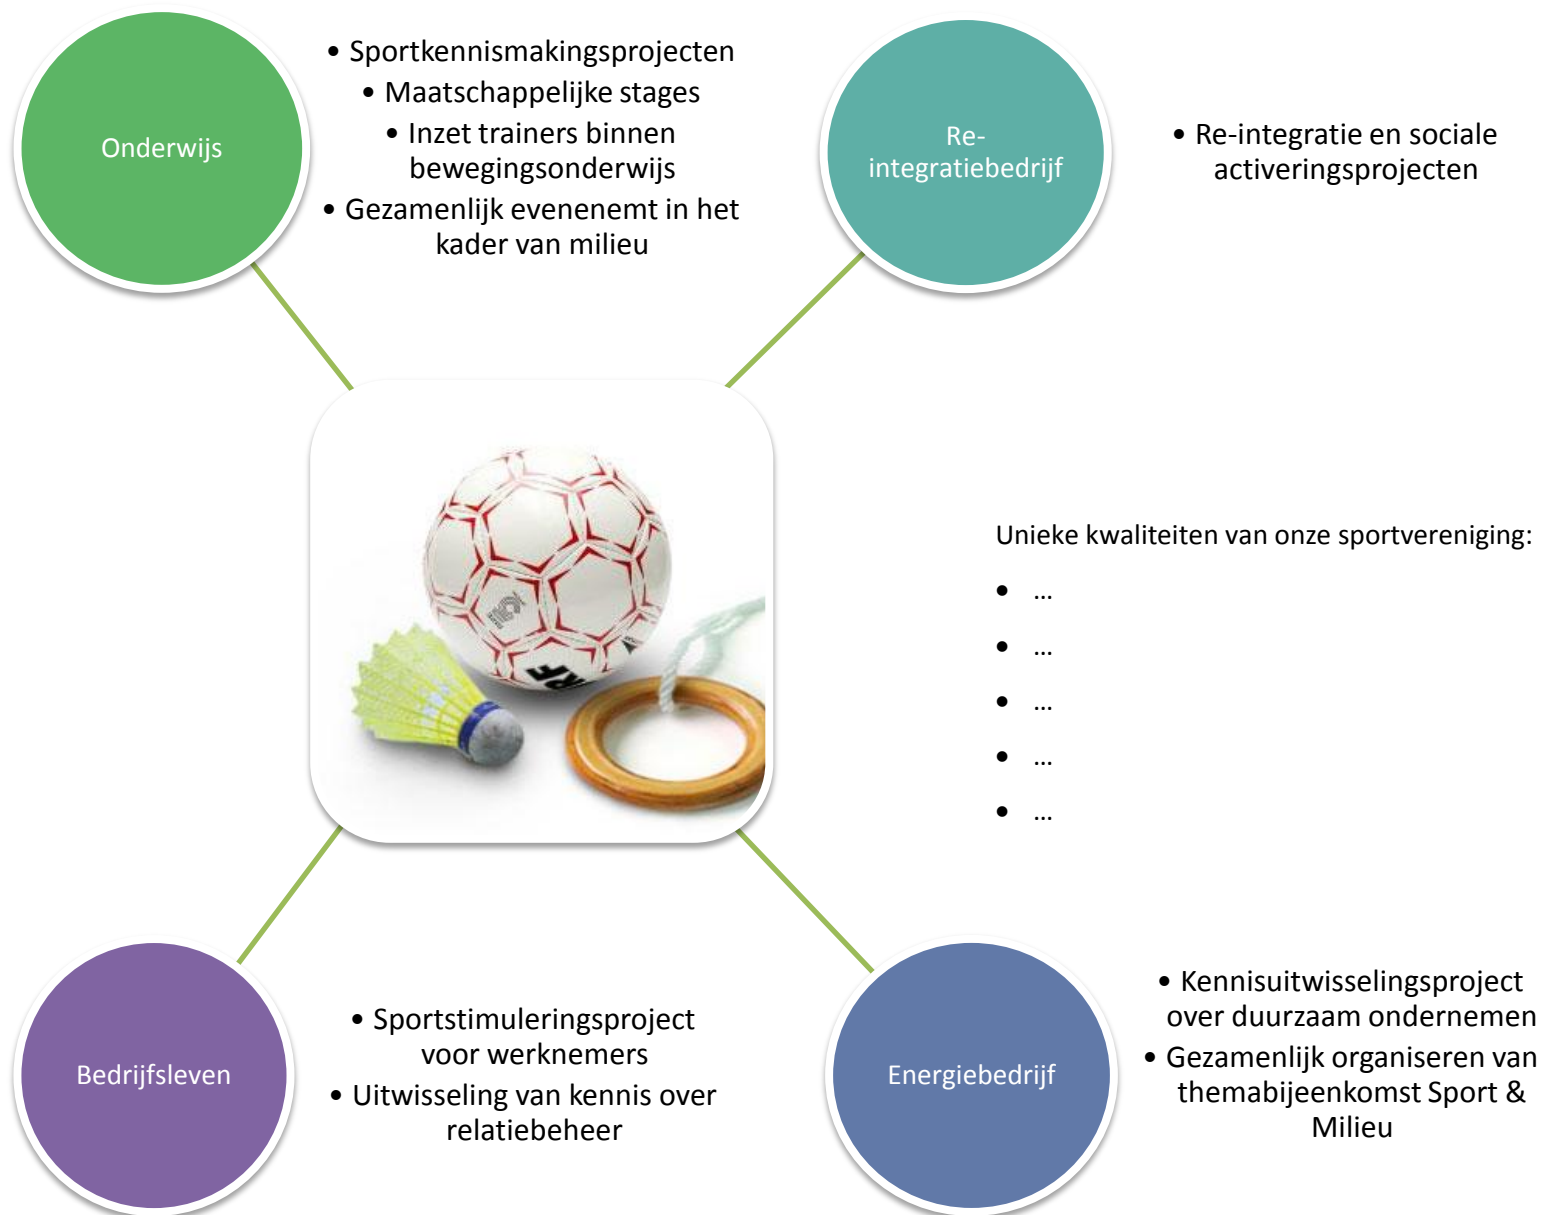 Onderwijs
• Sportkennismakingsprojecten
• Maatschappelijke stages
• Inzet trainers binnen
bewegingsonderwijs
• Gezamenlijk evenenemt in het
kader van milieu
Re-
integratiebedrijf
• Re-integratie en sociale
activeringsprojecten
Unieke kwaliteiten van onze sportvereniging:
• ...
• ...
• ...
• ...
• ...
Bedrijfsleven
• Sportstimuleringsproject
voor werknemers
• Uitwisseling van kennis over
relatiebeheer
Energiebedrijf
• Kennisuitwisselingsproject
over duurzaam ondernemen
• Gezamenlijk organiseren van
themabijeenkomst Sport &
Milieu